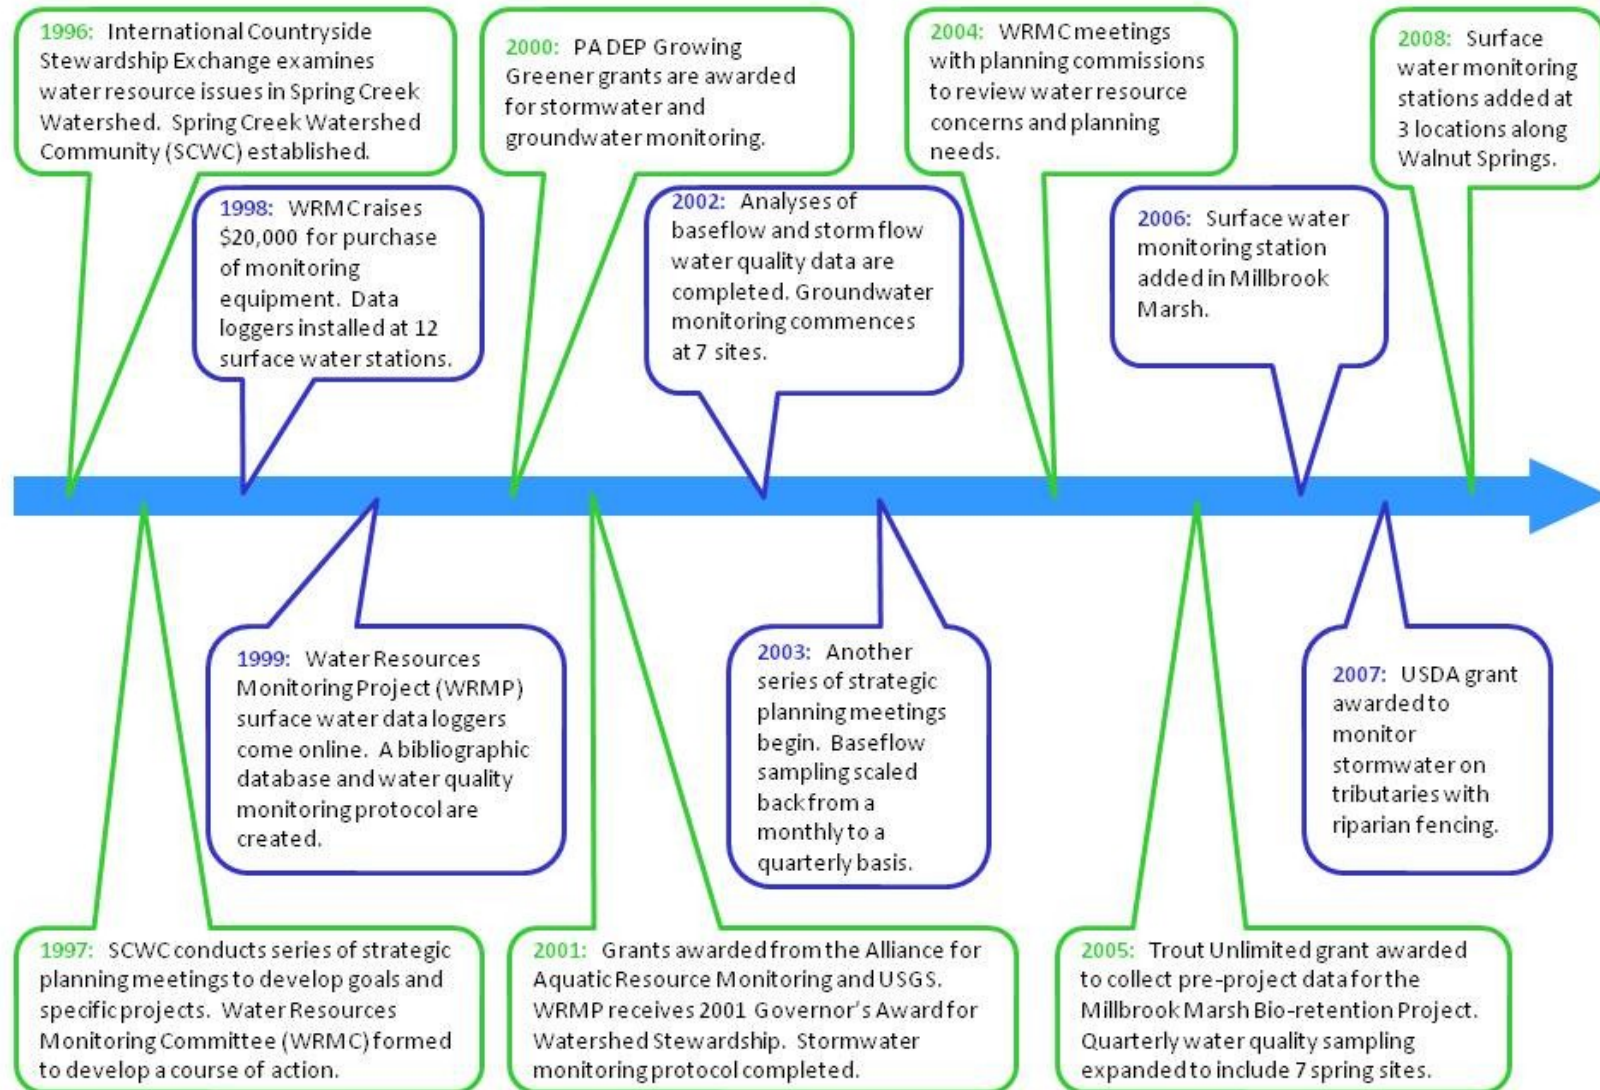 1996: International Countryside
Stewardship Exchange examines
water resource issues in Spring Creek
Watershed. Spring Creek Watershed
Community (SCWC) established.
2000: PA DEP Growing
Greener grants are awarded
for stormwater and
groundwater monitoring.
2004: WRMC meetings
with planning commissions
to review water resource
concerns and planning
needs.
2008: Surface
water monitoring
stations added at
3 locations along
Walnut Springs.
1998: WRMC raises
$20,000 for purchase
of monitoring
equipment. Data
loggers installed at 12
surface water stations.
2002: Analyses of
baseflow and storm flow
water quality data are
completed. Groundwater
monitoring commences
at 7 sites.
2006: Surface water
monitoring station
added in Millbrook
Marsh.
1999: Water Resources
Monitoring Project (WRMP)
surface water data loggers
come online. A bibliographic
database and water quality
monitoring protocol are
created.
2003: Another
series of strategic
planning meetings
begin. Baseflow
sampling scaled
back from a
monthly to a
quarterly basis.
2007: USDA grant
awarded to
monitor
stormwater on
tributaries with
riparian fencing.
1997: SCWC conducts series of strategic
planning meetings to develop goals and
specific projects. Water Resources
Monitoring Committee (WRMC) formed
to develop a course of action.
2001: Grants awarded from the Alliance for
Aquatic Resource Monitoring and USGS.
WRMP receives 2001 Governor's Award for
Watershed Stewardship. Stormwater
monitoring protocol completed.
2005: Trout Unlimited grant awarded
to collect pre-project data for the
Millbrook Marsh Bio-retention Project.
Quarterly water quality sampling
expanded to include 7 spring sites.